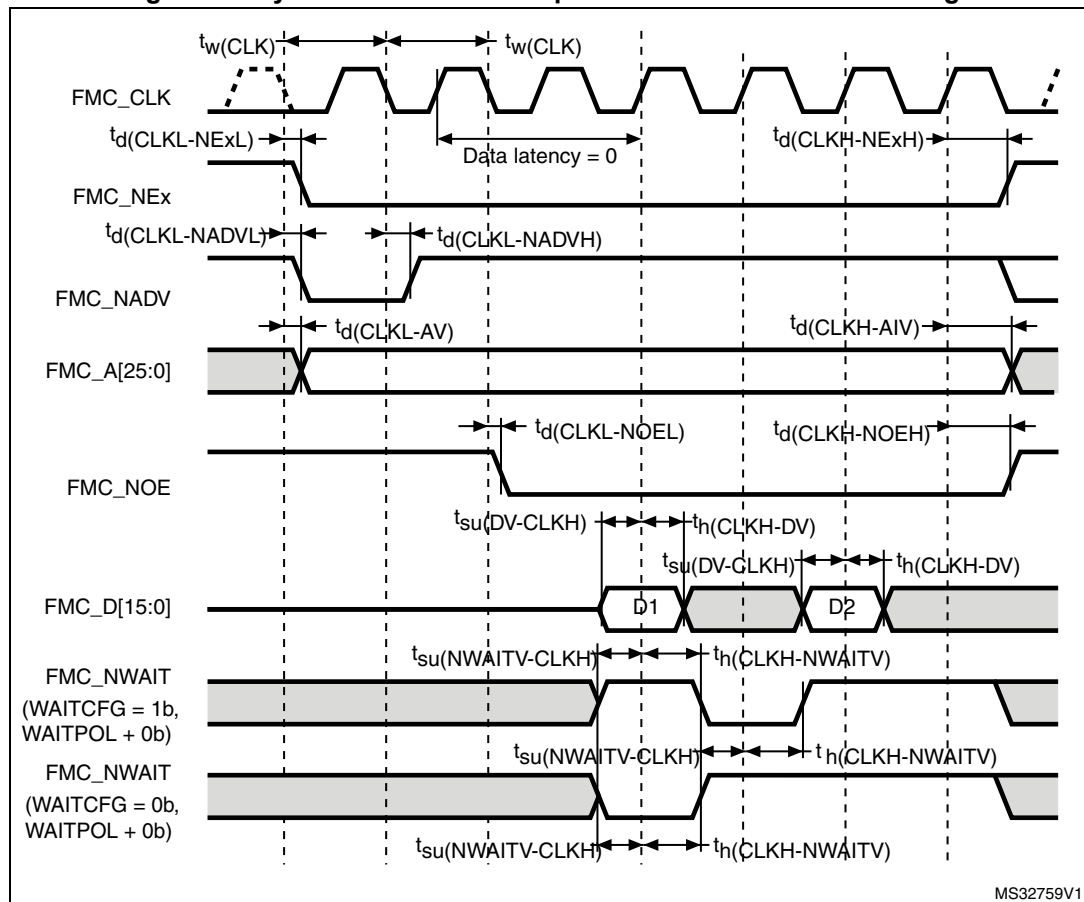 tw(CLK) tw(CLK)
FMC_CLK
td(CLKL-NExL) Data latency = 0 td(CLKH-NExH)
FMC_NEx
td(CLKL-NADVL) td(CLKL-NADVH)
FMC_NADV
td(CLKL-AV) td(CLKH-AIV)
FMC_A[25:0]
td(CLKL-NOEL) td(CLKH-NOEH)
FMC_NOE
tsu(DV-CLKH) th(CLKH-DV)
tsu(DV-CLKH) th(CLKH-DV)
FMC_D[15:0] D1 D2
tsu(NWAITV-CLKH) th(CLKH-NWAITV)
FMC_NWAIT
(WAITCFG = 1b,
WAITPOL + 0b)
tsu(NWAITV-CLKH) th(CLKH-NWAITV)
FMC_NWAIT
(WAITCFG = 0b,
WAITPOL + 0b)
tsu(NWAITV-CLKH) th(CLKH-NWAITV)
MS32759V1